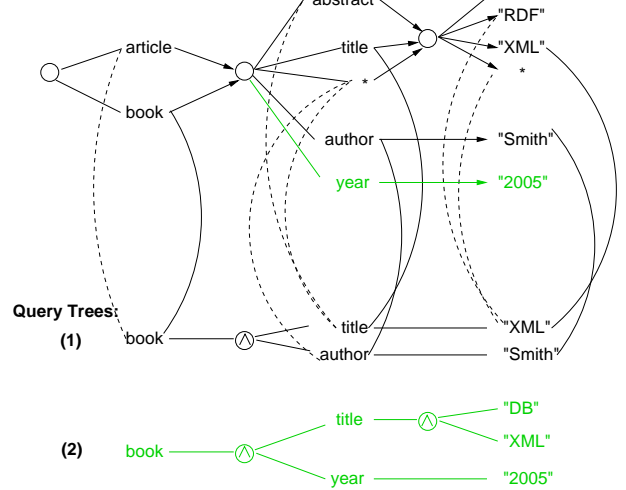 abstract
"RDF"
article
title
"XML"
*
*
book
author
"Smith"
year
"2005"
Query Trees:
(1)
book
∧
title
"XML"
author
"Smith"
(2)
book
∧
title
∧
"DB"
"XML"
year
"2005"